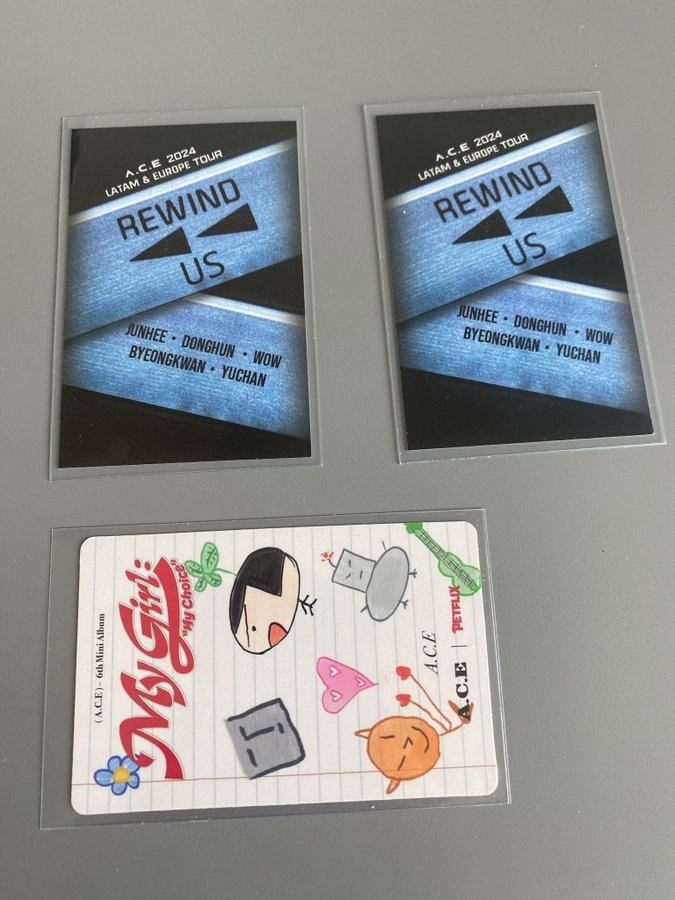 A.C.E 2024
LATAM & EUROPE TOUR
REWIND
US
JUNHEE • DONGHUN • WOW
BYEONGKWAN • YUCHAN
A.C.E 2024
LATAM & EUROPE TOUR
REWIND
US
JUNHEE • DONGHUN • WOW
BYEONGKWAN • YUCHAN
(A.C.E) - 6th Mini Album
My Girl:
"My Choice"
A.C.E
A.C.E | PETFLIX